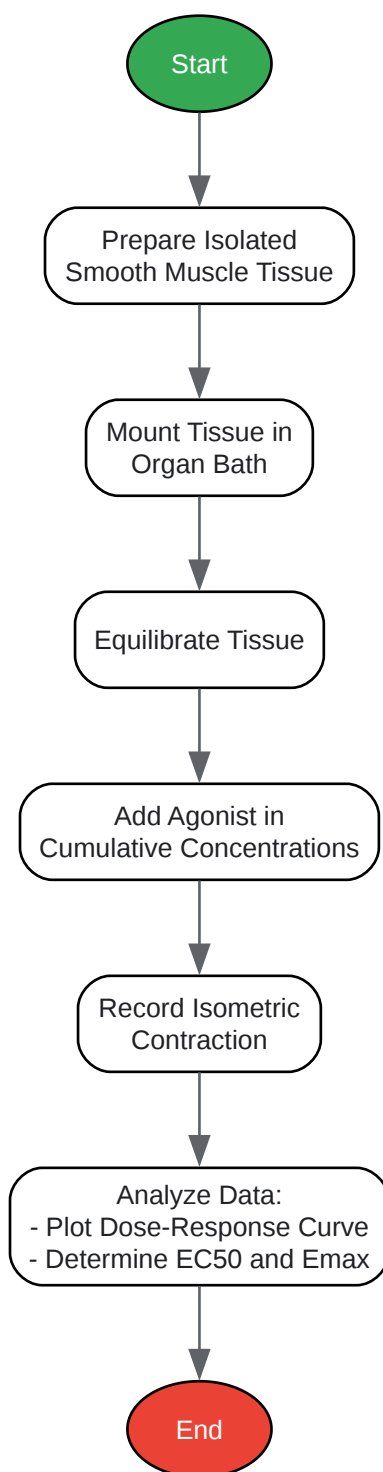 Start
Prepare Isolated
Smooth Muscle Tissue
Mount Tissue in
Organ Bath
Equilibrate Tissue
Add Agonist in
Cumulative Concentrations
Record Isometric
Contraction
Analyze Data:
- Plot Dose-Response Curve
- Determine EC50 and Emax
End